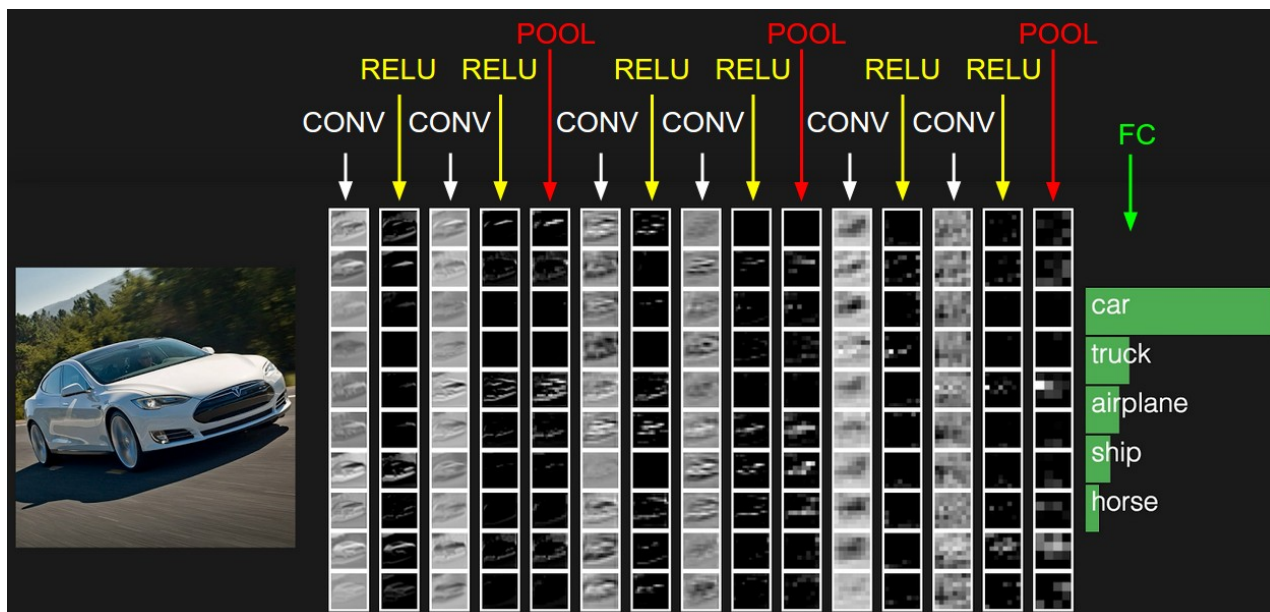 POOL POOL POOL
RELU RELU RELU RELU RELU RELU
CONV CONV CONV CONV CONV CONV
FC
car
truck
airplane
ship
horse